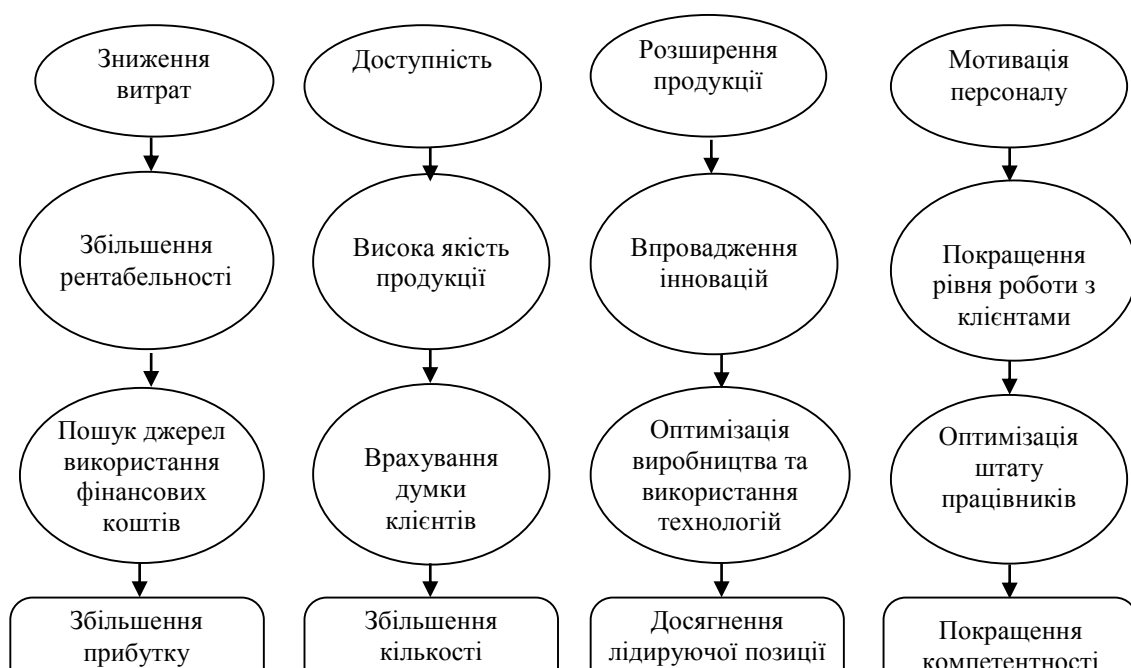 Зниження
витрат
Доступність
Розширення
продукції
Мотивація
персоналу
Збільшення
рентабельності
Висока якість
продукції
Впровадження
інновацій
Покращення
рівня роботи з
клієнтами
Пошук джерел
використання
фінансових
коштів
Врахування
думки
клієнтів
Оптимізація
виробництва та
використання
технологій
Оптимізація
штату
працівників
Збільшення
прибутку
Збільшення
кількості
Досягнення
лідируючої позиції
Покращення
компетентності